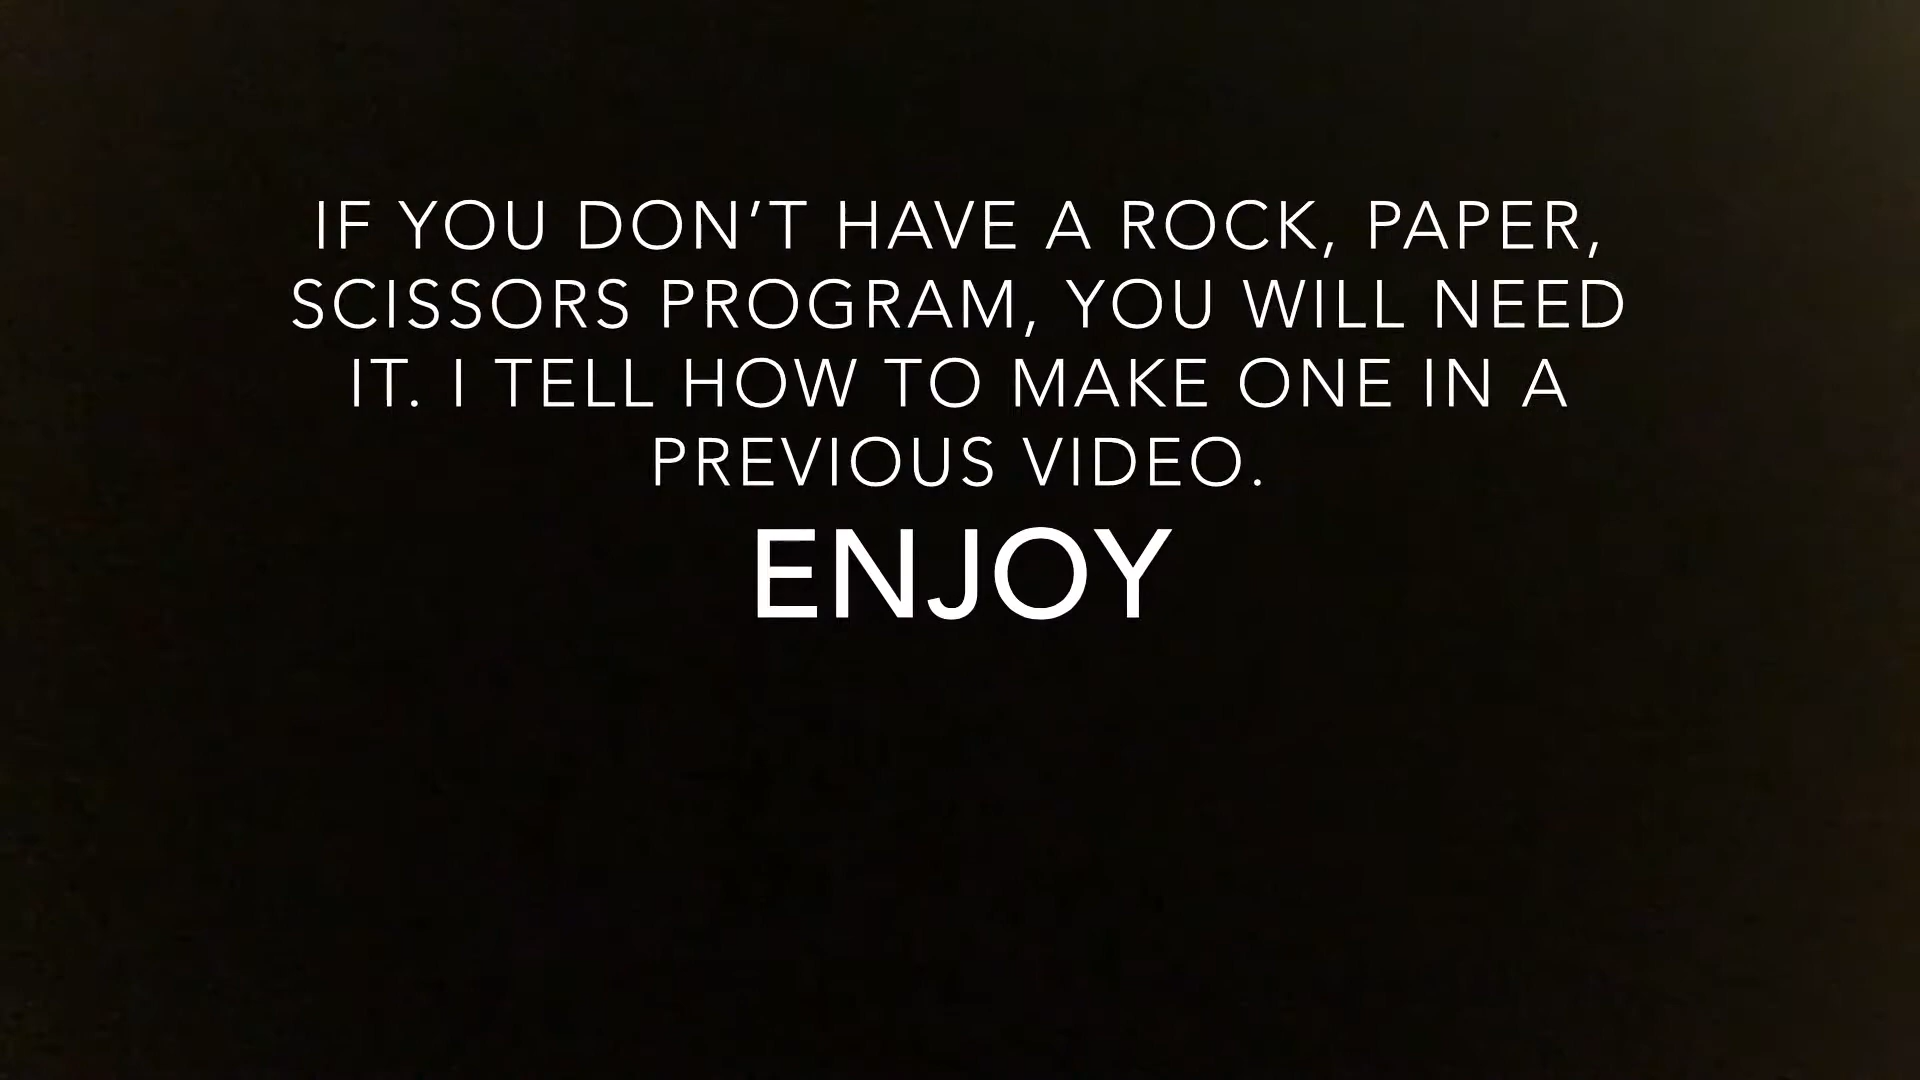 IF YOU DON’T HAVE A ROCK, PAPER,
SCISSORS PROGRAM, YOU WILL NEED
IT. I TELL HOW TO MAKE ONE IN A
PREVIOUS VIDEO.
ENJOY